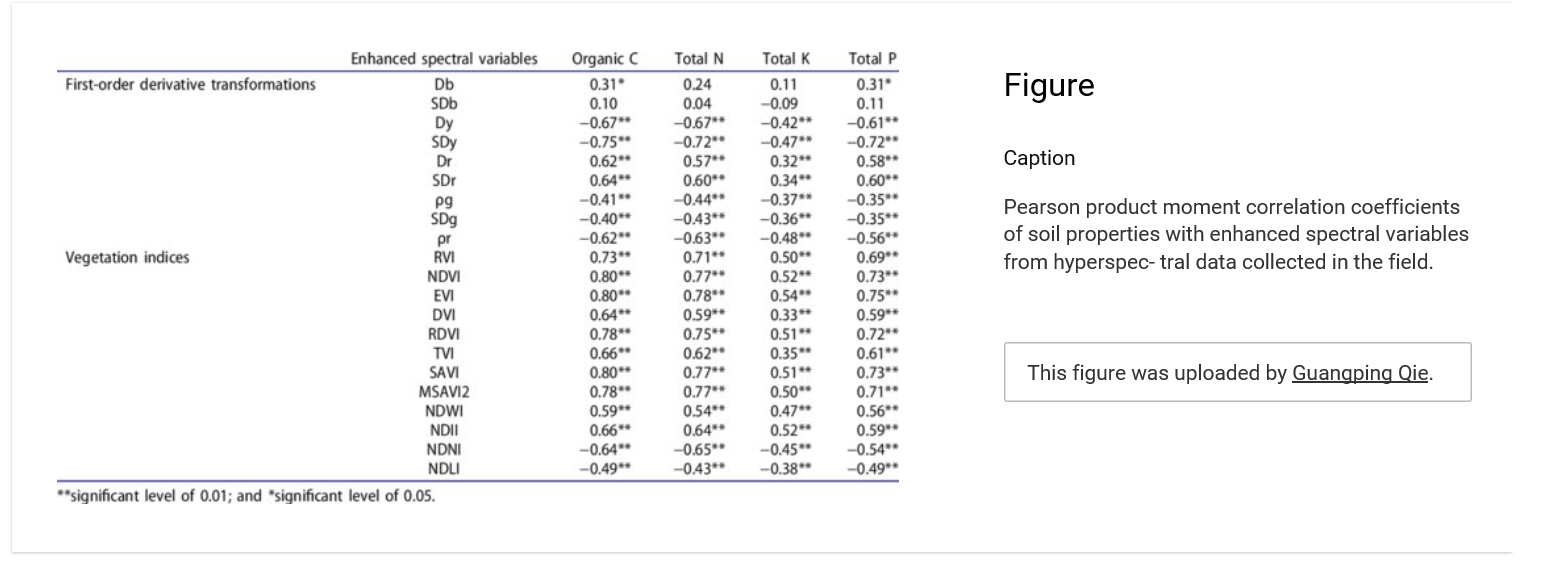 Enhanced spectral variables Organic C Total N Total K Total P
First-order derivative transformations Db 0.31* 0.24 0.11 0.31*
SDb 0.10 0.04 −0.09 0.11
Dy −0.67** −0.67** −0.42** −0.61**
SDy −0.75** −0.72** −0.47** −0.72**
Dr 0.62** 0.57** 0.32** 0.58**
SDr 0.64** 0.60** 0.34** 0.60**
ρg −0.41** −0.44** −0.37** −0.35**
SDg −0.40** −0.43** −0.36** −0.35**
ρr −0.62** −0.63** −0.48** −0.56**
Vegetation indices RVI 0.73** 0.71** 0.50** 0.69**
NDVI 0.80** 0.77** 0.52** 0.73**
EVI 0.80** 0.78** 0.54** 0.75**
DVI 0.64** 0.59** 0.33** 0.59**
RDVI 0.78** 0.75** 0.51** 0.72**
TVI 0.66** 0.62** 0.35** 0.61**
SAVI 0.80** 0.77** 0.51** 0.73**
MSAVI2 0.78** 0.77** 0.50** 0.71**
NDWI 0.59** 0.54** 0.47** 0.56**
NDII 0.66** 0.64** 0.52** 0.59**
NDNI −0.64** −0.65** −0.45** −0.54**
NDLI −0.49** −0.43** −0.38** −0.49**
**significant level of 0.01; and *significant level of 0.05.
Figure
Caption
Pearson product moment correlation coefficients
of soil properties with enhanced spectral variables
from hyperspec- tral data collected in the field.
This figure was uploaded by Guangping Qie.